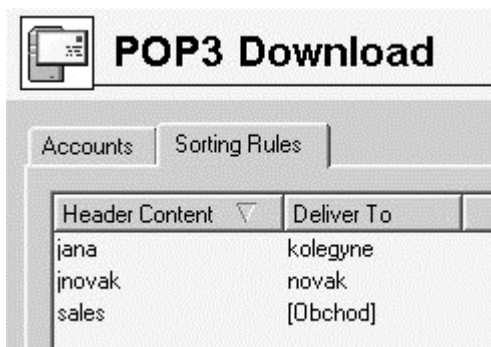 POP3 Download
Accounts Sorting Rules
Header Content Deliver To
jana kolegyne
jnovak novak
sales [Obchod]